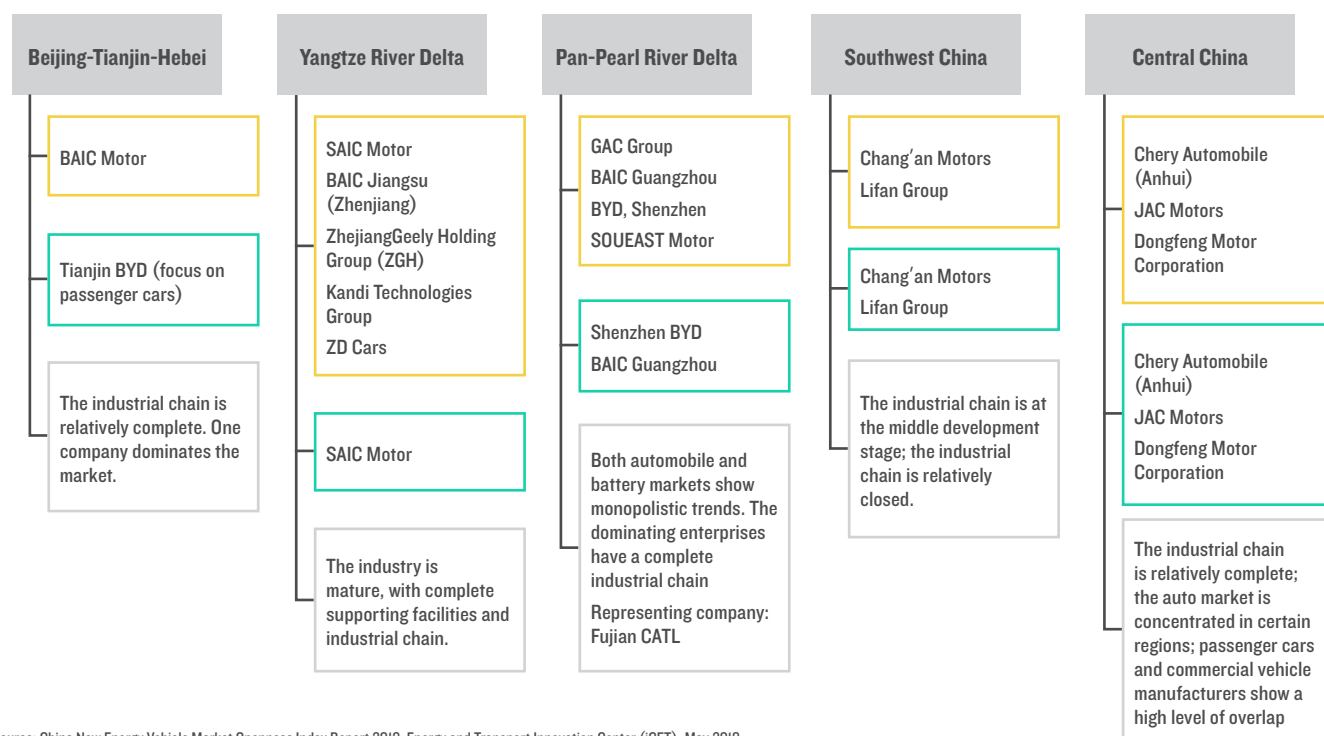 Beijing-Tianjin-Hebei
BAIC Motor
Tianjin BYD (focus on
passenger cars)
The industrial chain is
relatively complete. One
company dominates the
market.
Yangtze River Delta
SAIC Motor
BAIC Jiangsu
(Zhenjiang)
ZhejiangGeely Holding
Group (ZGH)
Kandi Technologies
Group
ZD Cars
SAIC Motor
The industry is
mature, with complete
supporting facilities and
industrial chain.
Pan-Pearl River Delta
GAC Group
BAIC Guangzhou
BYD, Shenzhen
SOUEAST Motor
Shenzhen BYD
BAIC Guangzhou
Both automobile and
battery markets show
monopolistic trends. The
dominating enterprises
have a complete
industrial chain
Representing company:
Fujian CATL
Southwest China
Chang′an Motors
Lifan Group
Chang′an Motors
Lifan Group
The industrial chain is at
the middle development
stage; the industrial
chain is relatively
closed.
Central China
Chery Automobile
(Anhui)
JAC Motors
Dongfeng Motor
Corporation
Chery Automobile
(Anhui)
JAC Motors
Dongfeng Motor
Corporation
The industrial chain
is relatively complete;
the auto market is
concentrated in certain
regions; passenger cars
and commercial vehicle
manufacturers show a
high level of overlap